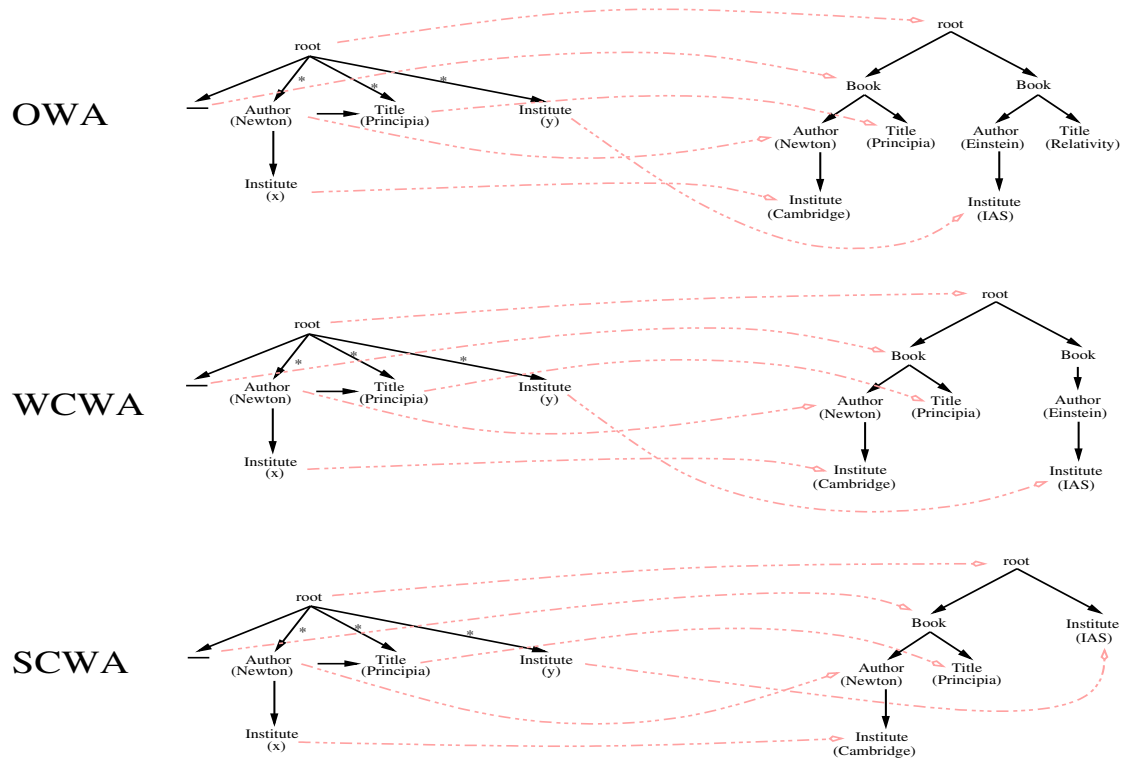 root
root
*
*
*
Book
Book
OWA
Author
(Newton)
Title
(Principia)
Institute
(y)
Author
(Newton)
Title
(Principia)
Author
(Einstein)
Title
(Relativity)
Institute
(x)
Institute
(Cambridge)
Institute
(IAS)
root
root
*
*
*
Book
Book
WCWA
Author
(Newton)
Title
(Principia)
Institute
(y)
Author
(Newton)
Title
(Principia)
Author
(Einstein)
Institute
(x)
Institute
(Cambridge)
Institute
(IAS)
root
root
*
*
*
Book
Institute
(IAS)
SCWA
Author
(Newton)
Title
(Principia)
Institute
(y)
Author
(Newton)
Title
(Principia)
Institute
(x)
Institute
(Cambridge)